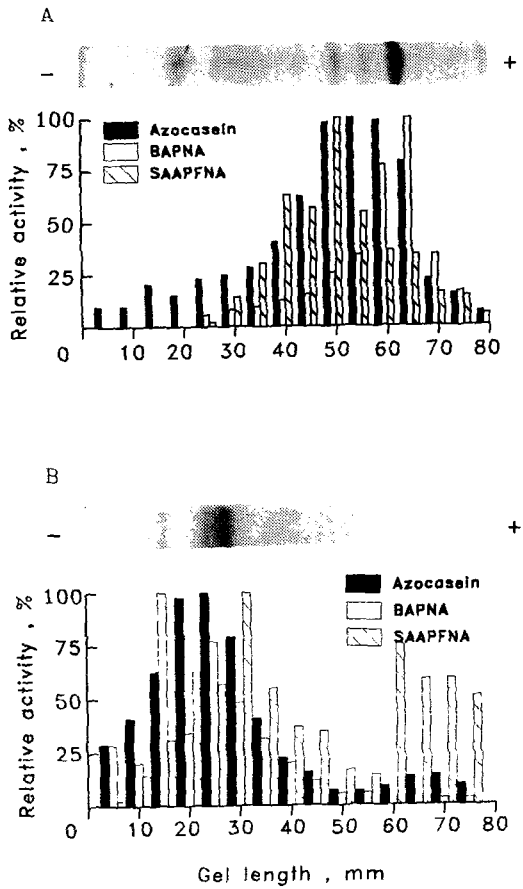 A
− +
Azocasein
BAPNA
SAAPFNA
Relative activity , %
100
75
50
25
0 10 20 30 40 50 60 70 80
B
− +
Azocasein
BAPNA
SAAPFNA
Relative activity , %
100
75
50
25
0 10 20 30 40 50 60 70 80
Gel length , mm